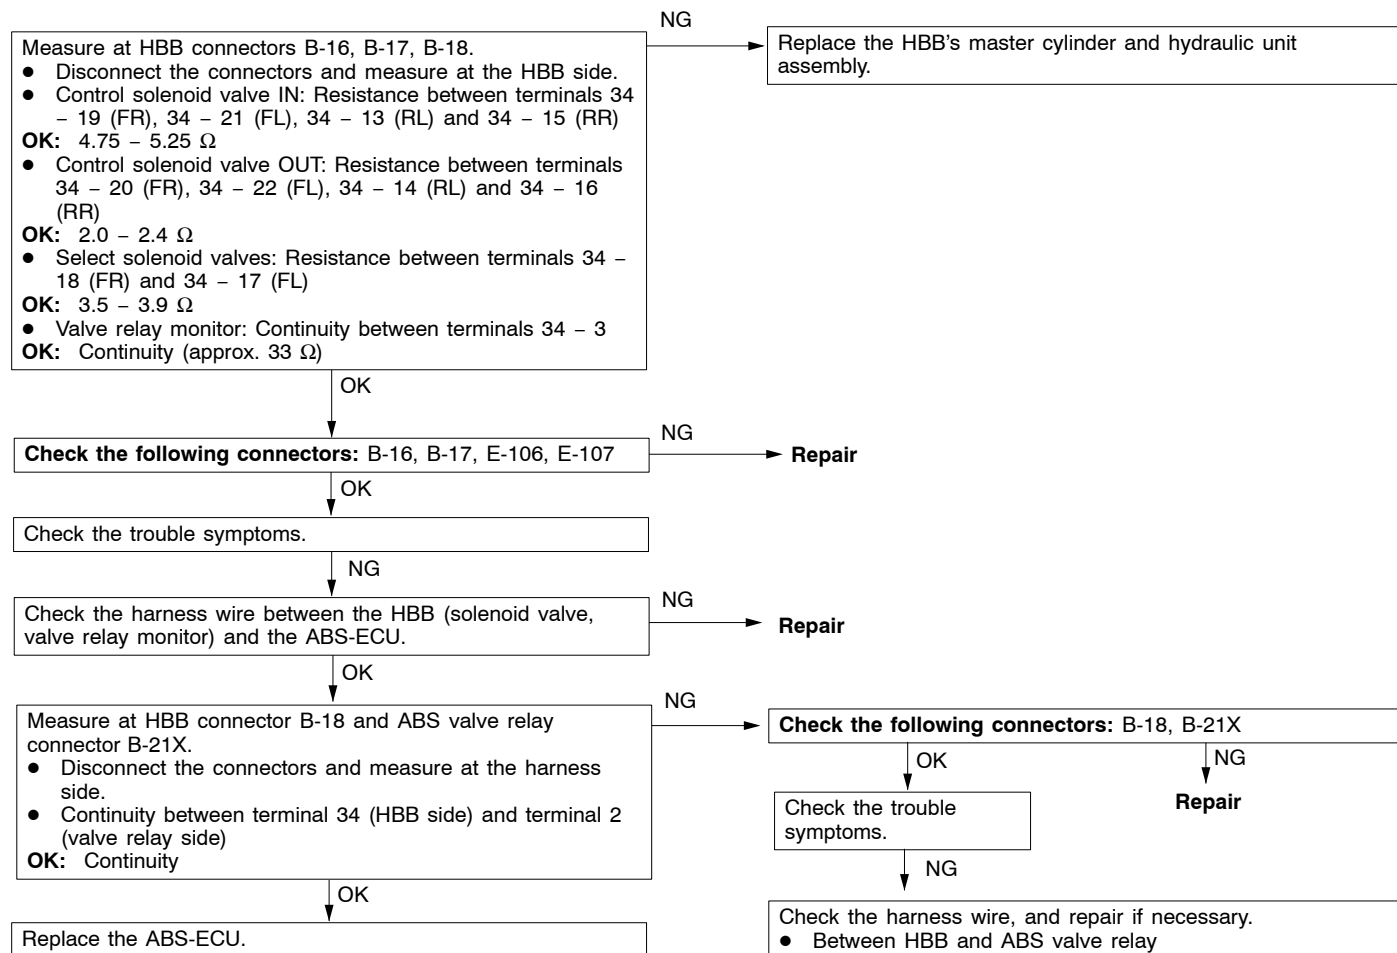 NG
Measure at HBB connectors B-16, B-17, B-18.
● Disconnect the connectors and measure at the HBB side.
● Control solenoid valve IN: Resistance between terminals 34
– 19 (FR), 34 – 21 (FL), 34 – 13 (RL) and 34 – 15 (RR)
OK: 4.75 – 5.25 Ω
● Control solenoid valve OUT: Resistance between terminals
34 – 20 (FR), 34 – 22 (FL), 34 – 14 (RL) and 34 – 16
(RR)
OK: 2.0 – 2.4 Ω
● Select solenoid valves: Resistance between terminals 34 –
18 (FR) and 34 – 17 (FL)
OK: 3.5 – 3.9 Ω
● Valve relay monitor: Continuity between terminals 34 – 3
OK: Continuity (approx. 33 Ω)
Replace the HBB's master cylinder and hydraulic unit
assembly.
OK
Check the following connectors: B-16, B-17, E-106, E-107
NG
Repair
OK
Check the trouble symptoms.
NG
Check the harness wire between the HBB (solenoid valve,
valve relay monitor) and the ABS-ECU.
NG
Repair
OK
Measure at HBB connector B-18 and ABS valve relay
connector B-21X.
● Disconnect the connectors and measure at the harness
side.
● Continuity between terminal 34 (HBB side) and terminal 2
(valve relay side)
OK: Continuity
NG
Check the following connectors: B-18, B-21X
OK
NG
Check the trouble
symptoms.
Repair
NG
OK
Replace the ABS-ECU.
Check the harness wire, and repair if necessary.
● Between HBB and ABS valve relay